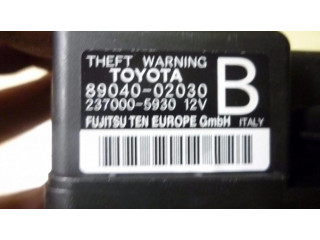 THEFT WARNING
TOYOTA
89040-02030
237000-5930 12V
B
FUJITSU TEN EUROPE GmbH ITALY